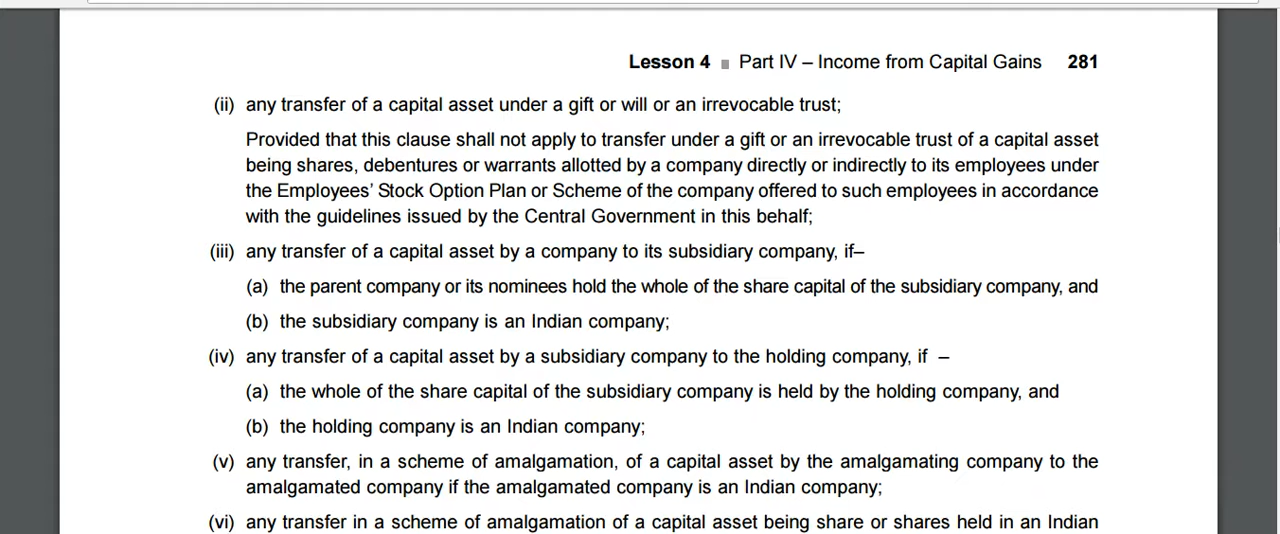 Lesson 4 ■ Part IV – Income from Capital Gains 281
(ii) any transfer of a capital asset under a gift or will or an irrevocable trust;
Provided that this clause shall not apply to transfer under a gift or an irrevocable trust of a capital asset
being shares, debentures or warrants allotted by a company directly or indirectly to its employees under
the Employees’ Stock Option Plan or Scheme of the company offered to such employees in accordance
with the guidelines issued by the Central Government in this behalf;
(iii) any transfer of a capital asset by a company to its subsidiary company, if–
(a) the parent company or its nominees hold the whole of the share capital of the subsidiary company, and
(b) the subsidiary company is an Indian company;
(iv) any transfer of a capital asset by a subsidiary company to the holding company, if –
(a) the whole of the share capital of the subsidiary company is held by the holding company, and
(b) the holding company is an Indian company;
(v) any transfer, in a scheme of amalgamation, of a capital asset by the amalgamating company to the
amalgamated company if the amalgamated company is an Indian company;
(vi) any transfer in a scheme of amalgamation of a capital asset being share or shares held in an Indian